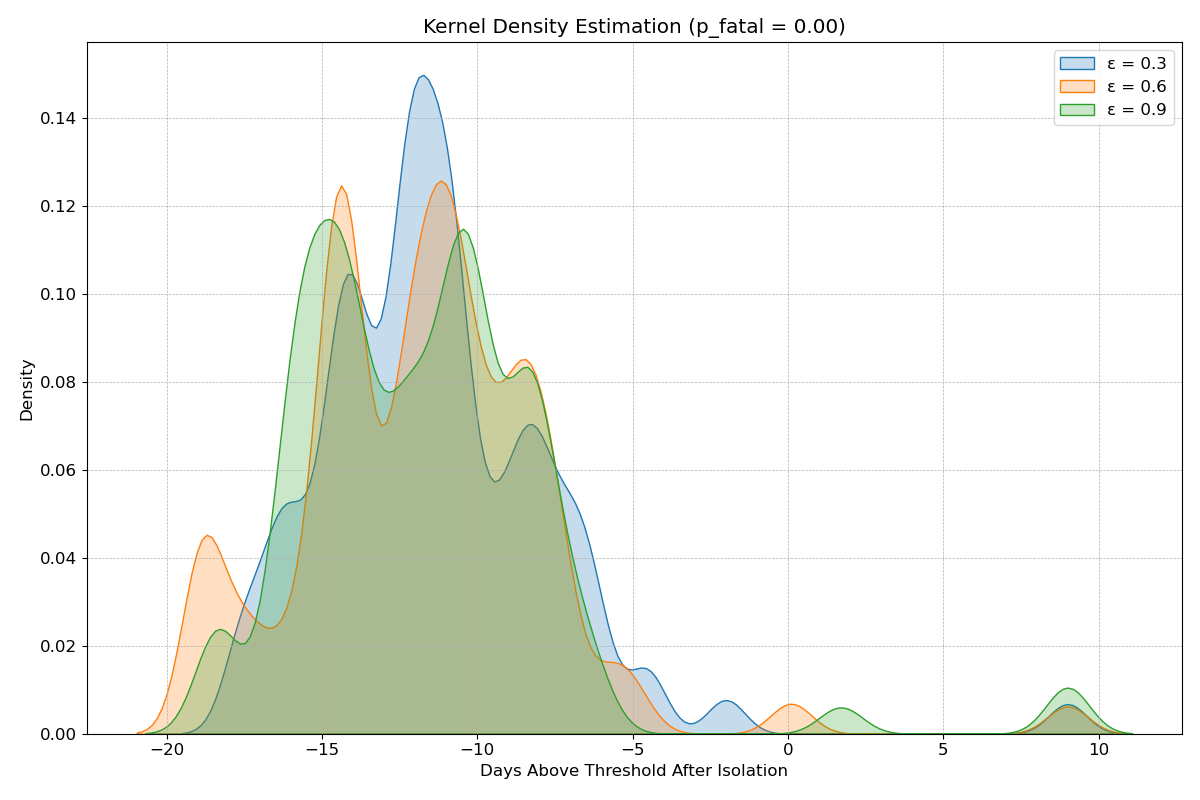 Kernel Density Estimation (p_fatal = 0.00)
ε = 0.3
ε = 0.6
ε = 0.9
0.14
0.12
0.10
0.08
0.06
0.04
0.02
0.00
Density
−20
−15
−10
−5
0
5
10
Days Above Threshold After Isolation